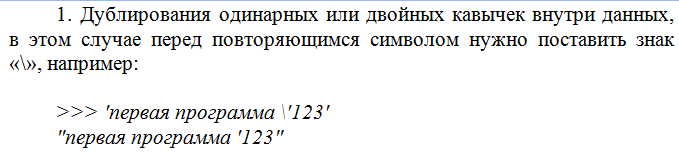 1. Дублирования одинарных или двойных кавычек внутри данных,
в этом случае перед повторяющимся символом нужно поставить знак
«\», например:
>>> 'первая программа \'123'
"первая программа '123"